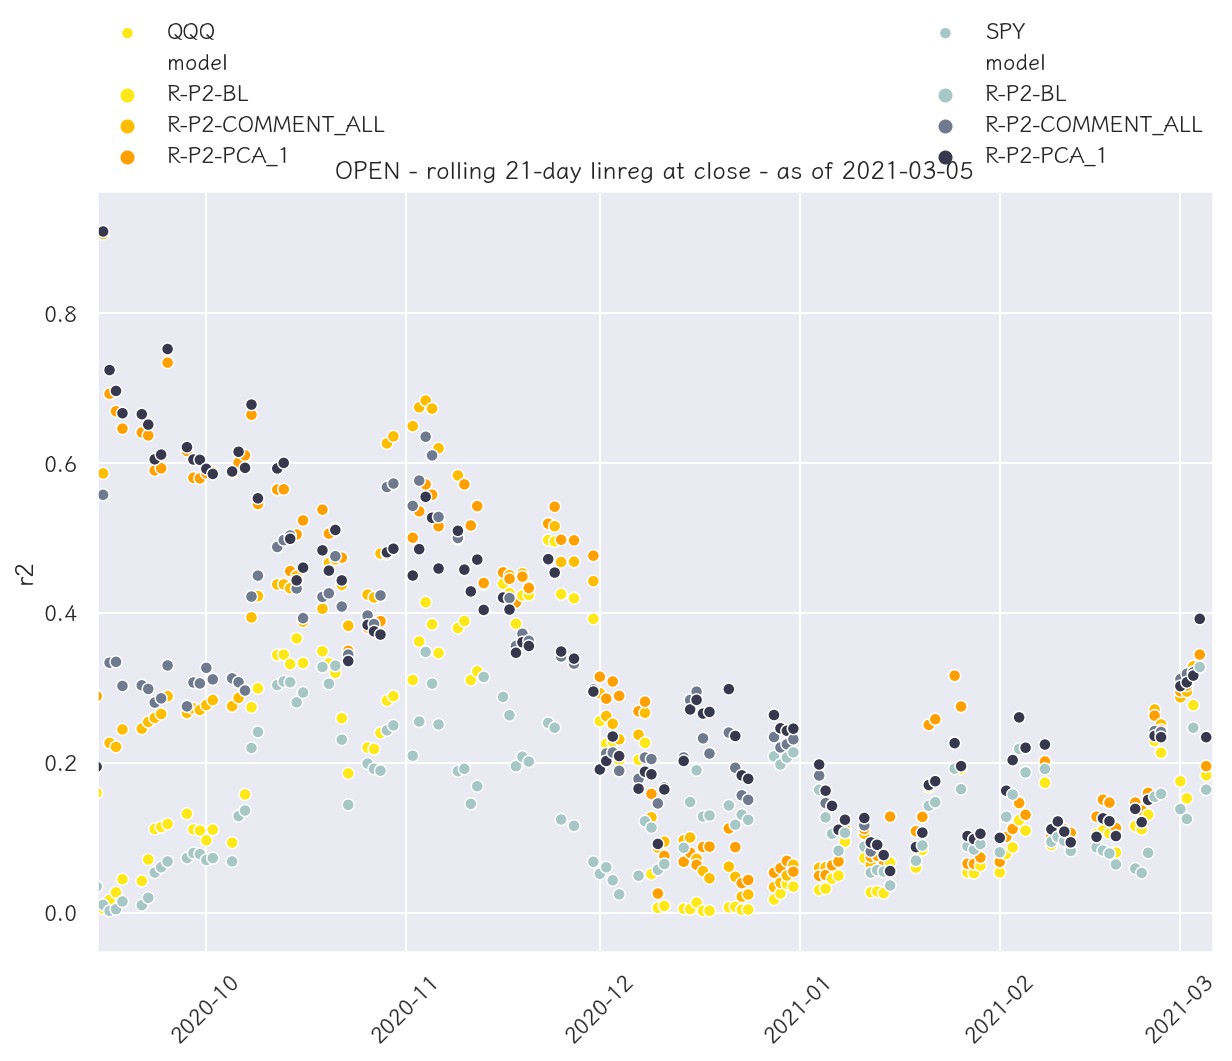 QQQ
model
R-P2-BL
R-P2-COMMENT_ALL
R-P2-PCA_1
SPY
model
R-P2-BL
R-P2-COMMENT_ALL
R-P2-PCA_1
OPEN - rolling 21-day linreg at close - as of 2021-03-05
r2
0.8
0.6
0.4
0.2
0.0
2020-10
2020-11
2020-12
2021-01
2021-02
2021-03